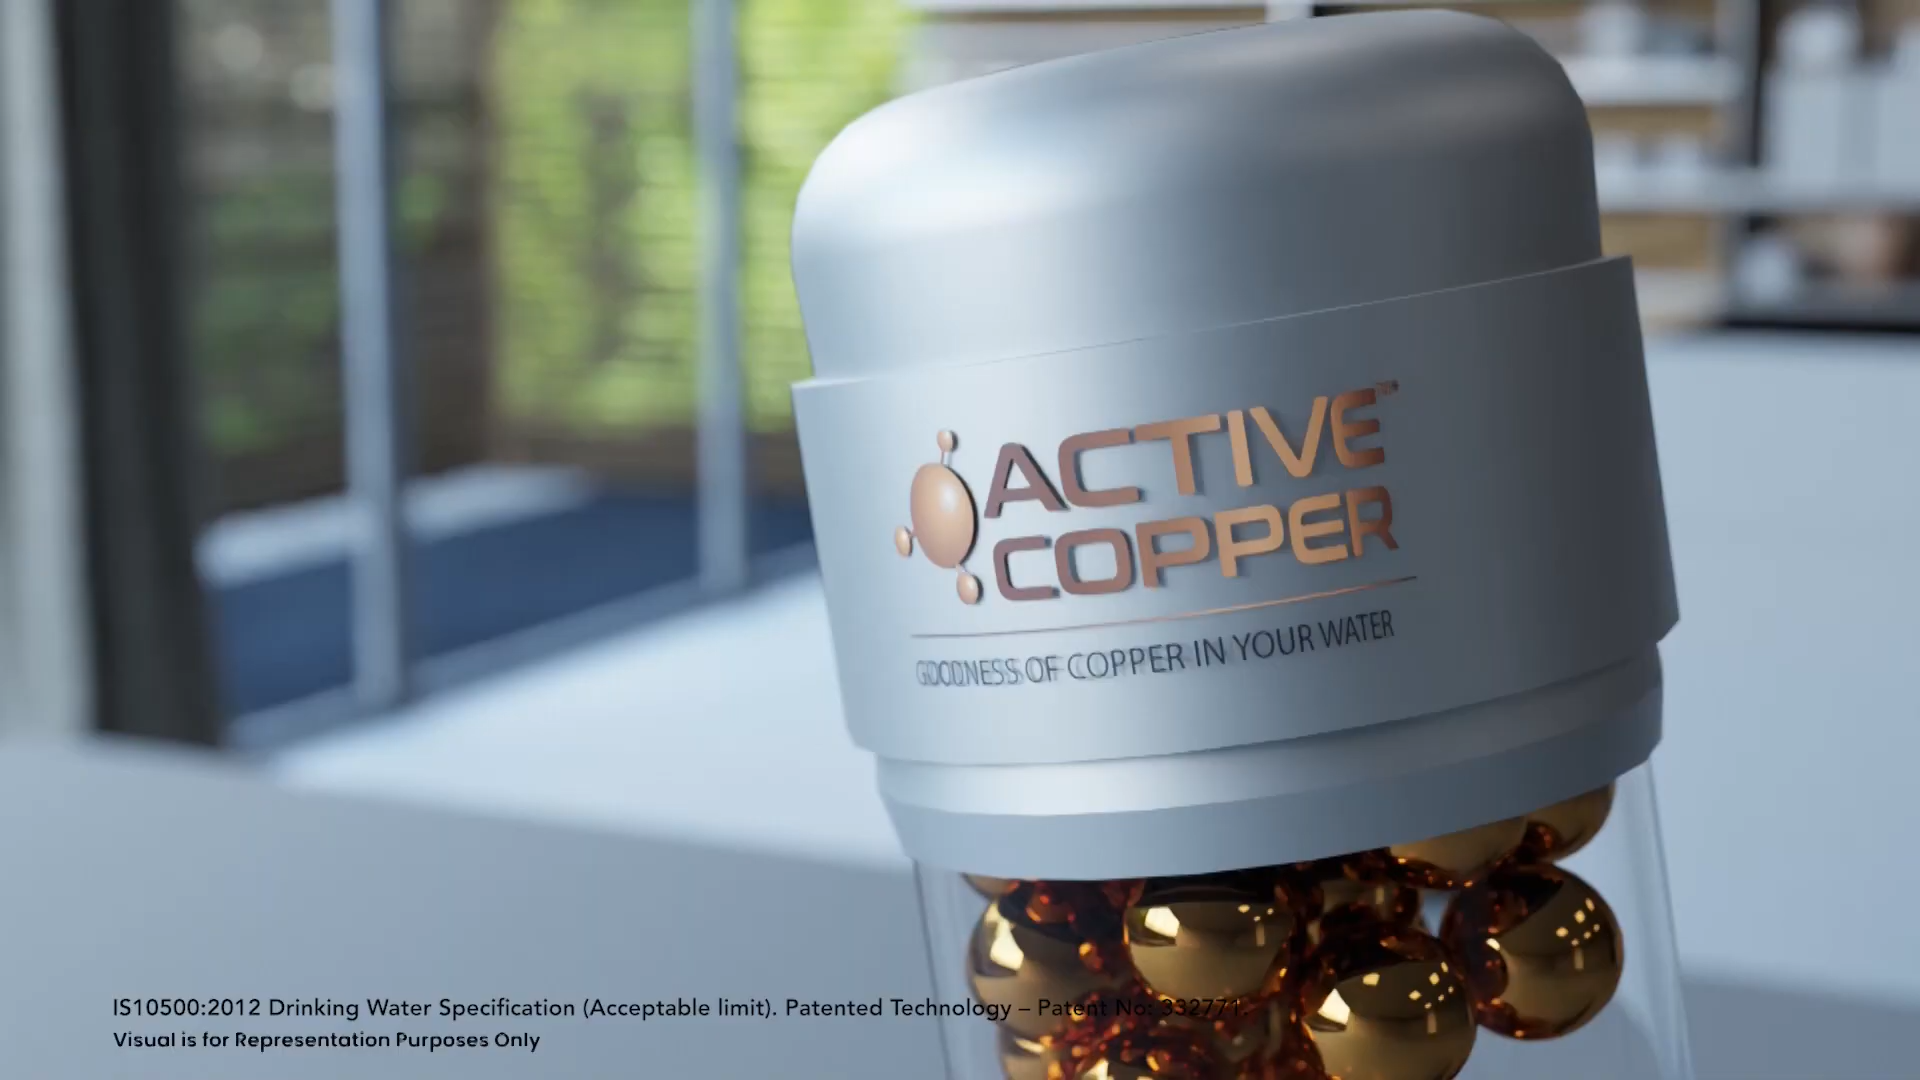 ACTIVE™
COPPER
GOODNESS OF COPPER IN YOUR WATER
IS10500:2012 Drinking Water Specification (Acceptable limit). Patented Technology – Patent No: 332771.
Visual is for Representation Purposes Only